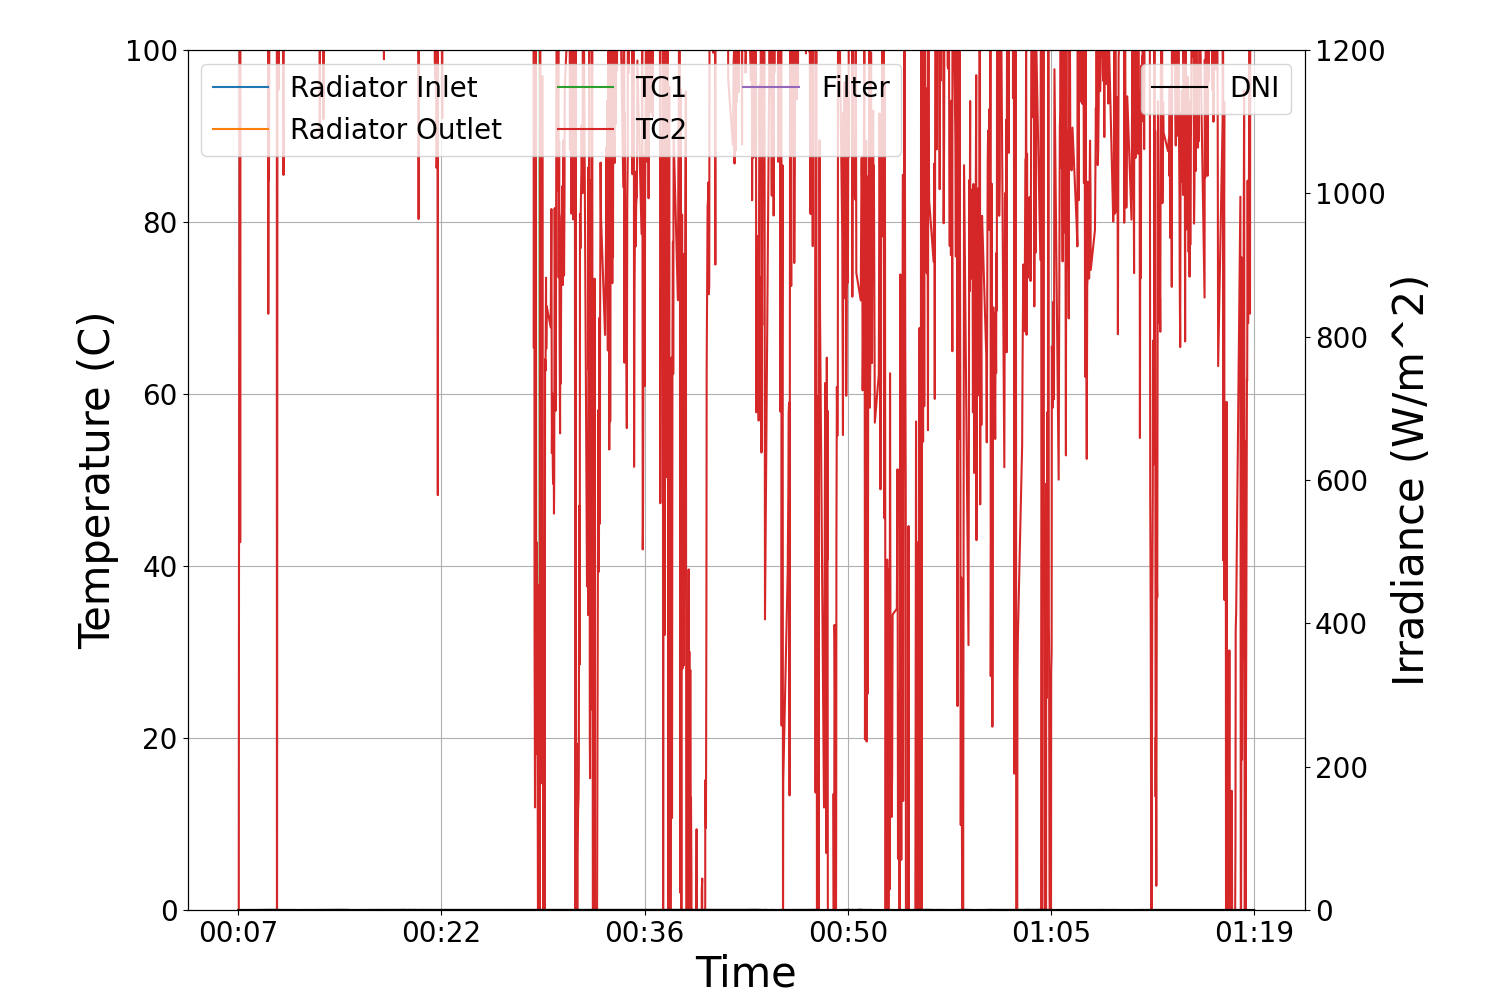 Radiator Inlet
Radiator Outlet
TC1
TC2
Filter
DNI
Temperature (C)
100
80
60
40
20
0
Irradiance (W/m^2)
1200
1000
800
600
400
200
0
00:07 00:22 00:36 00:50 01:05 01:19
Time